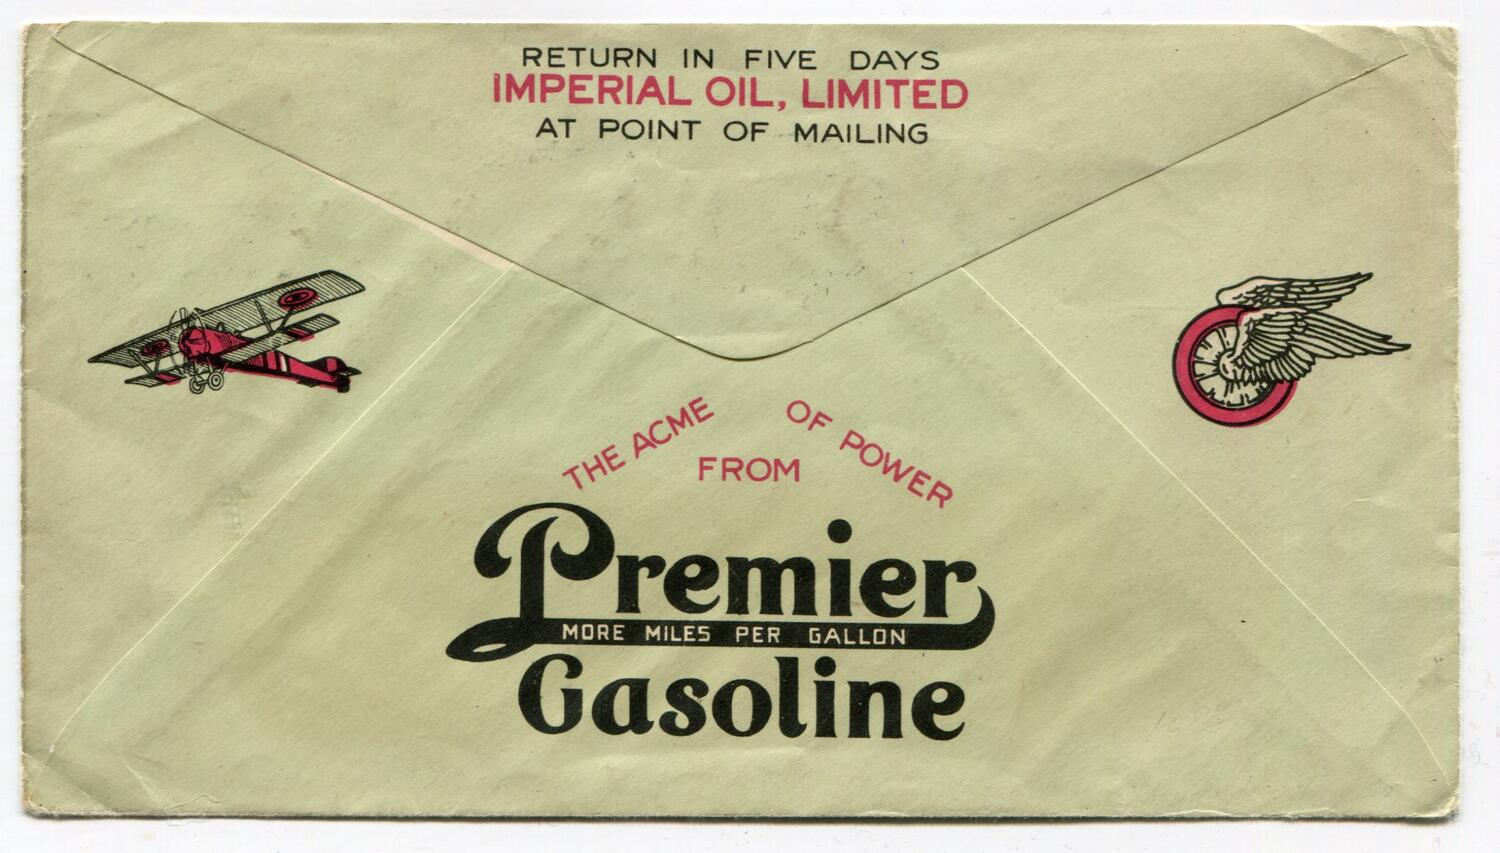 RETURN IN FIVE DAYS
IMPERIAL OIL, LIMITED
AT POINT OF MAILING
THE ACME OF POWER
FROM
Premier
MORE MILES PER GALLON
Gasoline